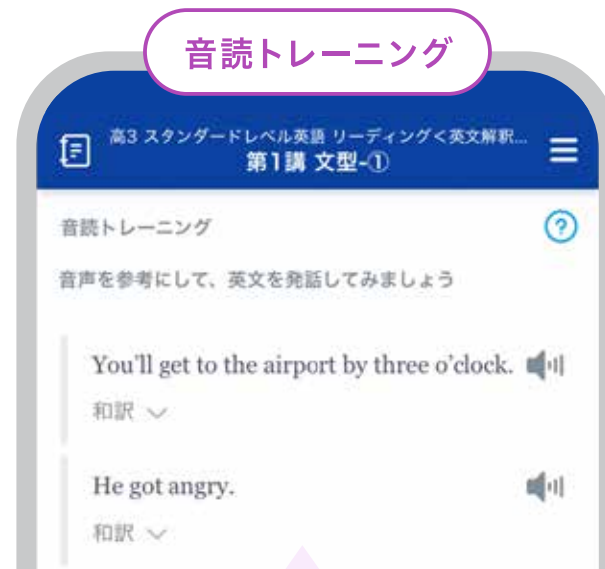 音読トレーニング
高3 スタンダードレベル英語 リーディング<英文解釈...
第1講 文型-①
音読トレーニング
?
音声を参考にして、英文を発話してみましょう
You'll get to the airport by three o'clock.
和訳
He got angry.
和訳